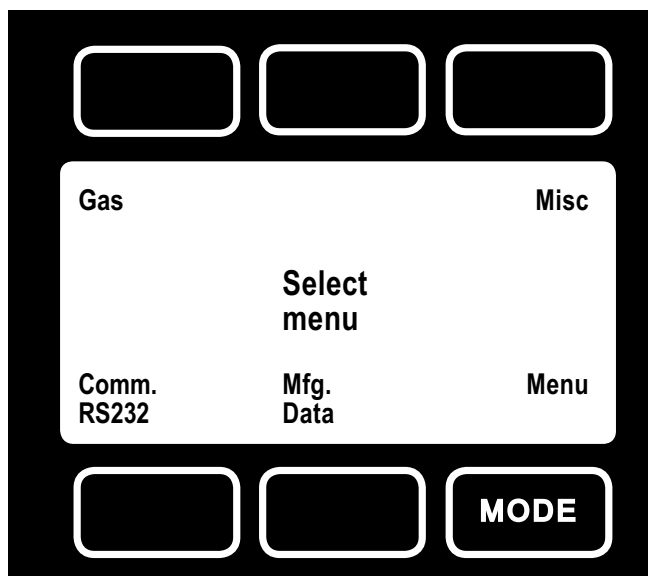 Gas
Misc
Select
menu
Comm.
RS232
Mfg.
Data
Menu
MODE